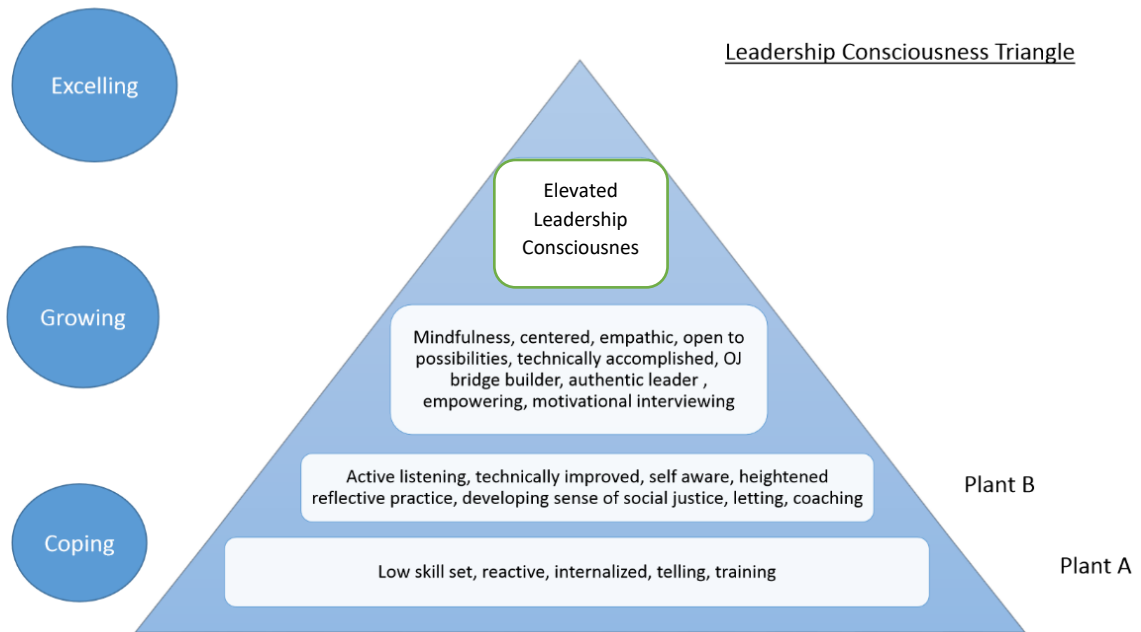 Leadership Consciousness Triangle
Excelling
Elevated
Leadership
Consciousnes
Growing
Mindfulness, centered, empathic, open to
possibilities, technically accomplished, OJ
bridge builder, authentic leader ,
empowering, motivational interviewing
Active listening, technically improved, self aware, heightened
reflective practice, developing sense of social justice, letting, coaching
Plant B
Coping
Low skill set, reactive, internalized, telling, training
Plant A